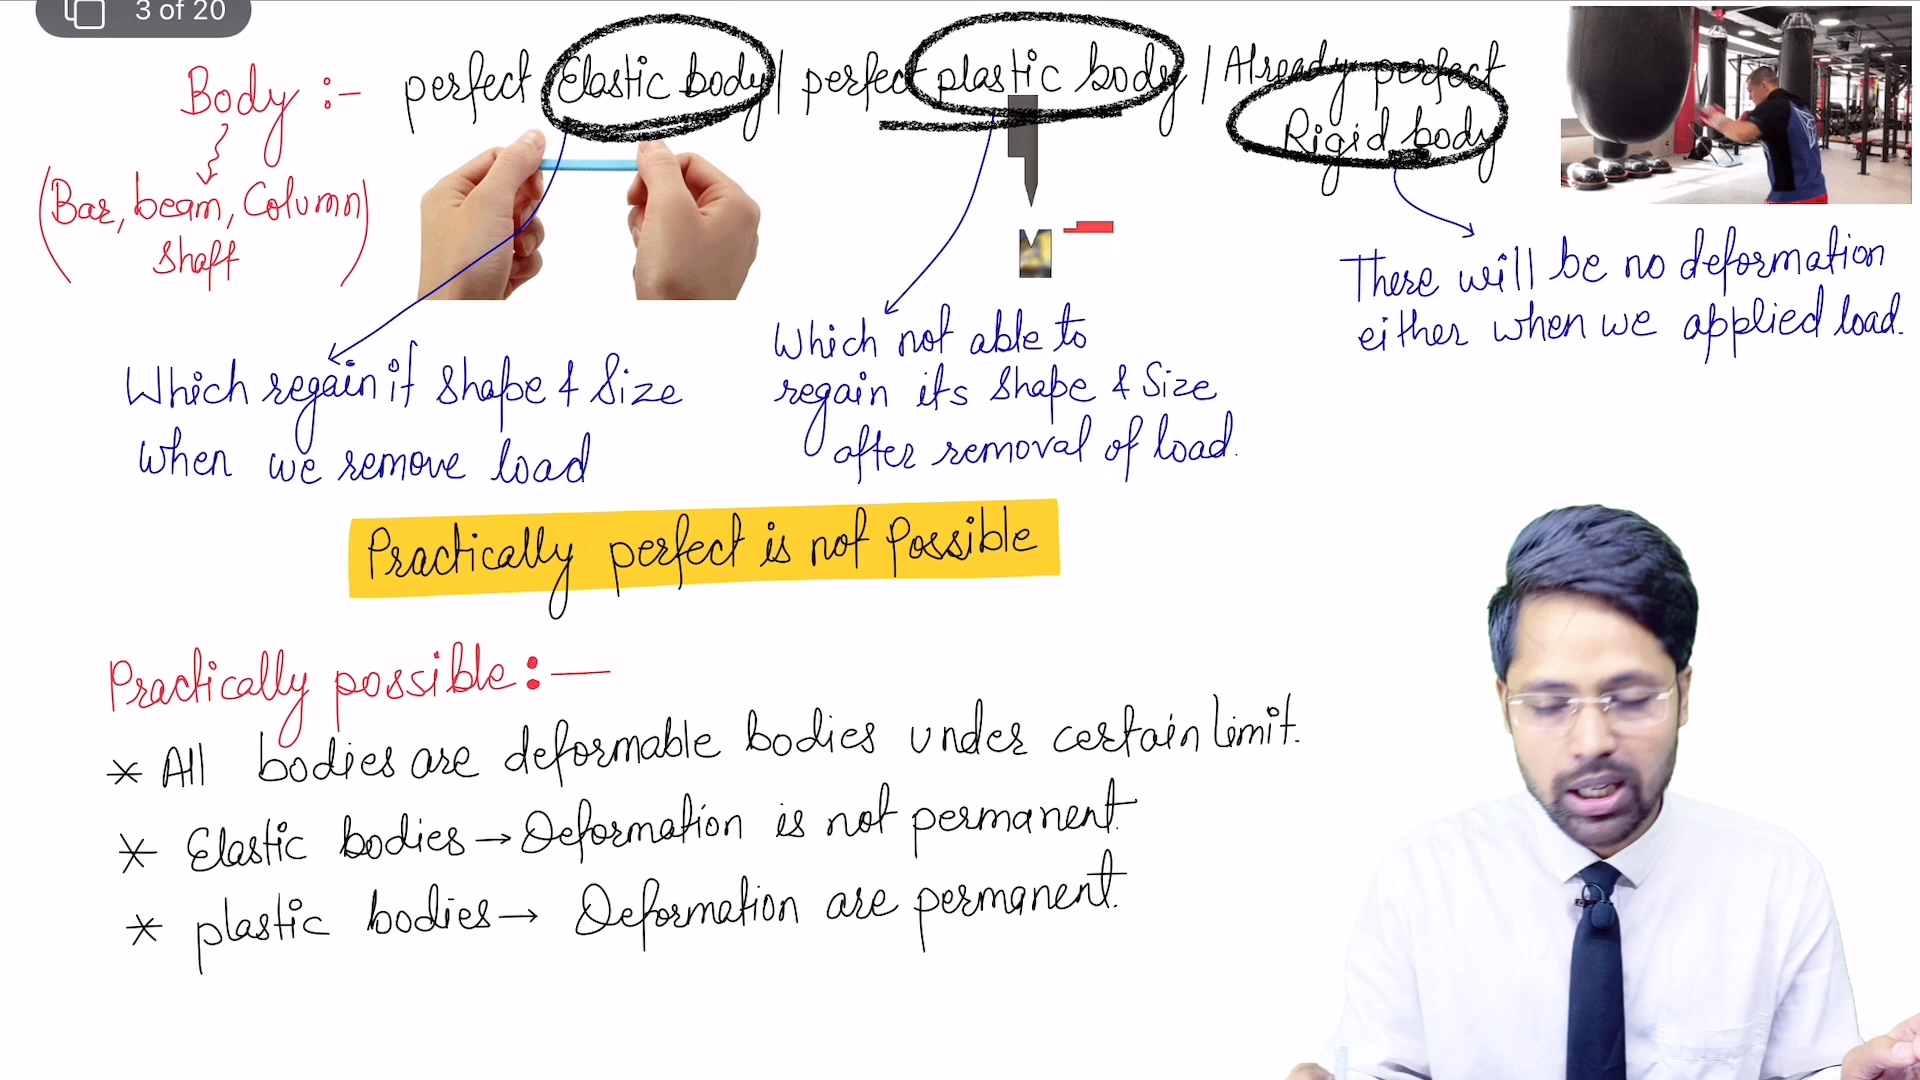 3 of 20
Body :- perfect Elastic body | perfect plastic body | Already perfect
Rigid body
(Bar, beam, Column
shaft)
There will be no deformation
either when we applied load.
Which regain it shape & Size
when we remove load
Which not able to
regain its shape & Size
after removal of load.
Practically perfect is not Possible
Practically possible :—
* All bodies are deformable bodies under certain limit.
* Elastic bodies → Deformation is not permanent.
* plastic bodies → Deformation are permanent.